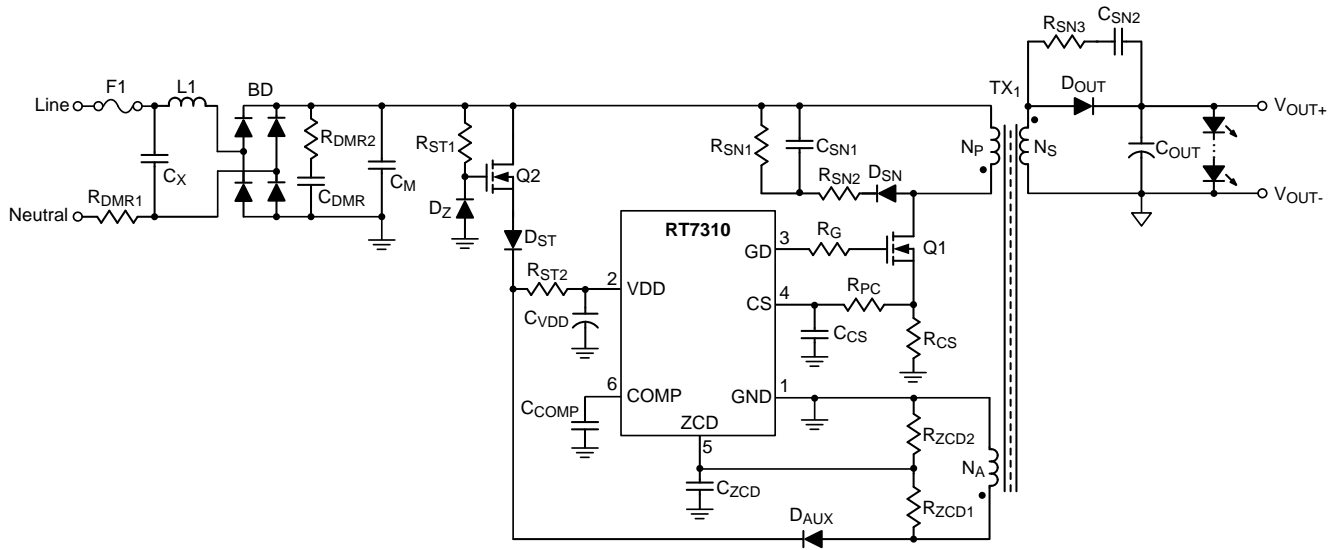 R_SN3
C_SN2
F1
L1
BD
TX_1
D_OUT
Line
V_OUT+
R_DMR2
R_ST1
R_SN1
C_SN1
N_P
N_S
C_OUT
C_X
C_M
Q2
R_SN2
D_SN
R_DMR1
C_DMR
D_Z
Neutral
V_OUT-
RT7310
D_ST
GD
3
R_G
Q1
R_ST2
2
VDD
CS
4
R_PC
C_VDD
C_CS
R_CS
6
COMP
GND
1
C_COMP
ZCD
5
R_ZCD2
N_A
C_ZCD
R_ZCD1
D_AUX